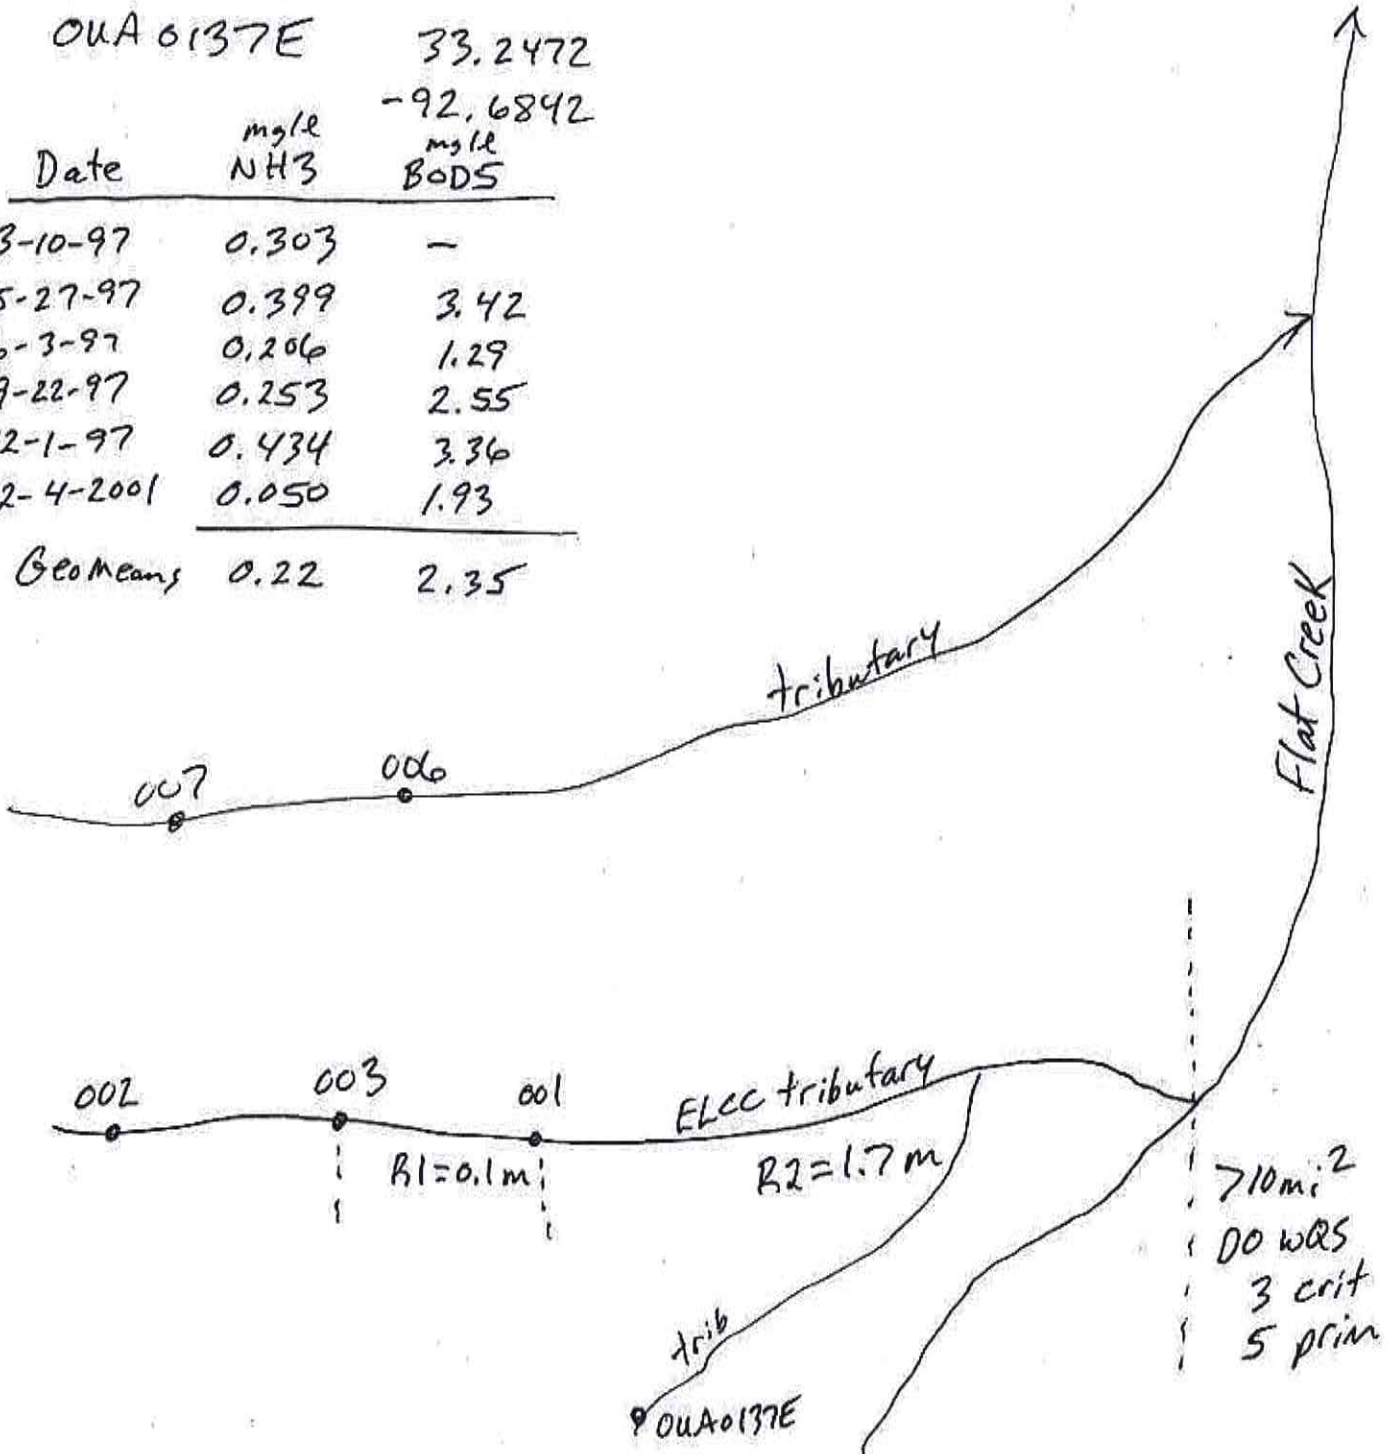 OUA0137E 33.2472
-92.6842
mg/l mg/l
Date NH3 BOD5
3-10-97 0.303 -
5-27-97 0.399 3.42
-3-97 0.206 1.29
9-22-97 0.253 2.55
2-1-97 0.434 3.36
2-4-2001 0.050 1.93
GeoMeans 0.22 2.35
tributary
Flat Creek
007
006
002
003
001
ELCC tributary
R1=0.1m
R2=1.7m
>10mi²
DO WQS
3 crit
5 prim
trib
OUA0137E